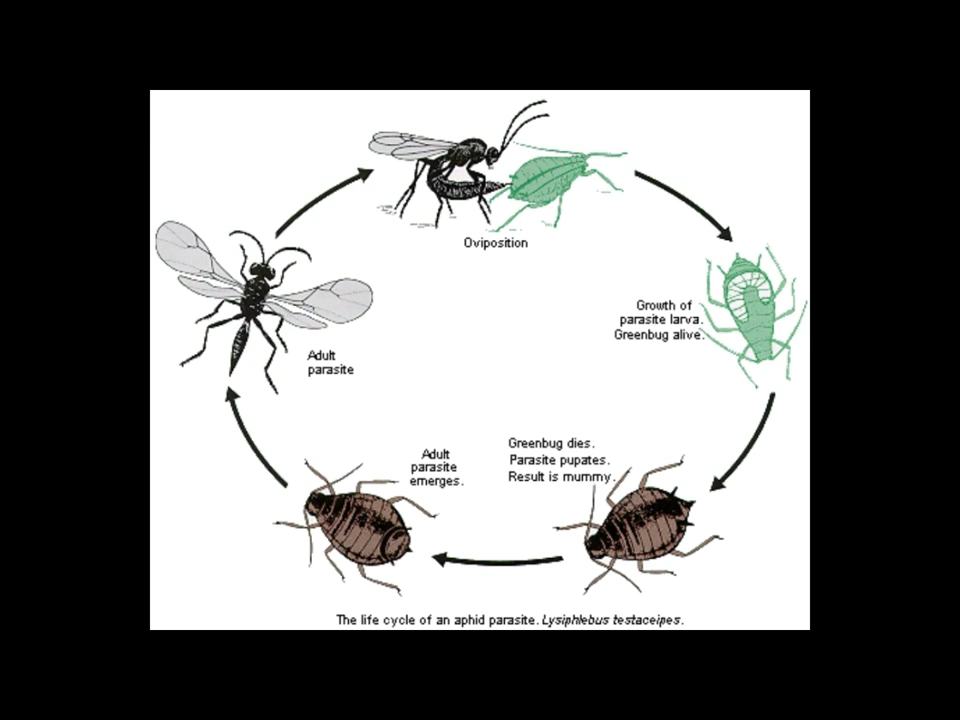 Oviposition
Growth of
parasite larva.
Greenbug alive.
Adult
parasite
Greenbug dies.
Parasite pupates.
Result is mummy.
Adult
parasite
emerges.
The life cycle of an aphid parasite. Lysiphlebus testaceipes.